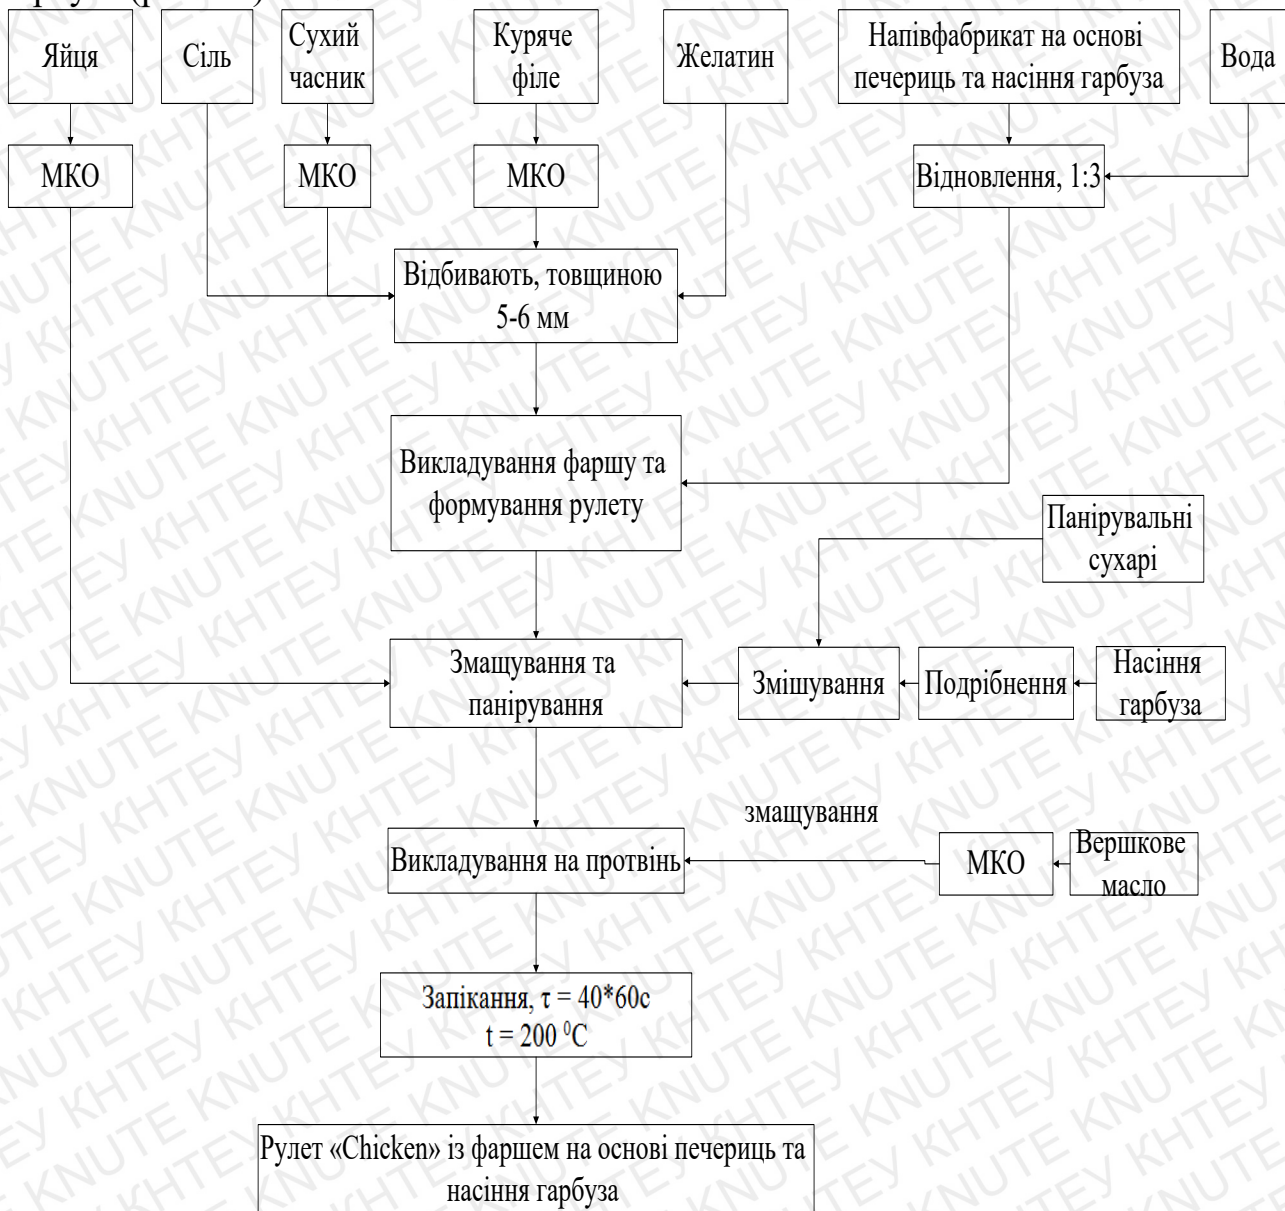 Яйця
Сіль
Сухий
часник
Куряче
філе
Желатин
Напівфабрикат на основі
печериць та насіння гарбуза
Вода
МКО
МКО
МКО
Відновлення, 1:3
Відбивають, товщиною
5-6 мм
Викладування фаршу та
формування рулету
Панірувальні
сухарі
Змащування та
панірування
Змішування
Подрібнення
Насіння
гарбуза
змащування
Викладування на протвінь
МКО
Вершкове
масло
Запікання, τ = 40*60с
t = 200 ⁰С
Рулет «Chicken» із фаршем на основі печериць та
насіння гарбуза